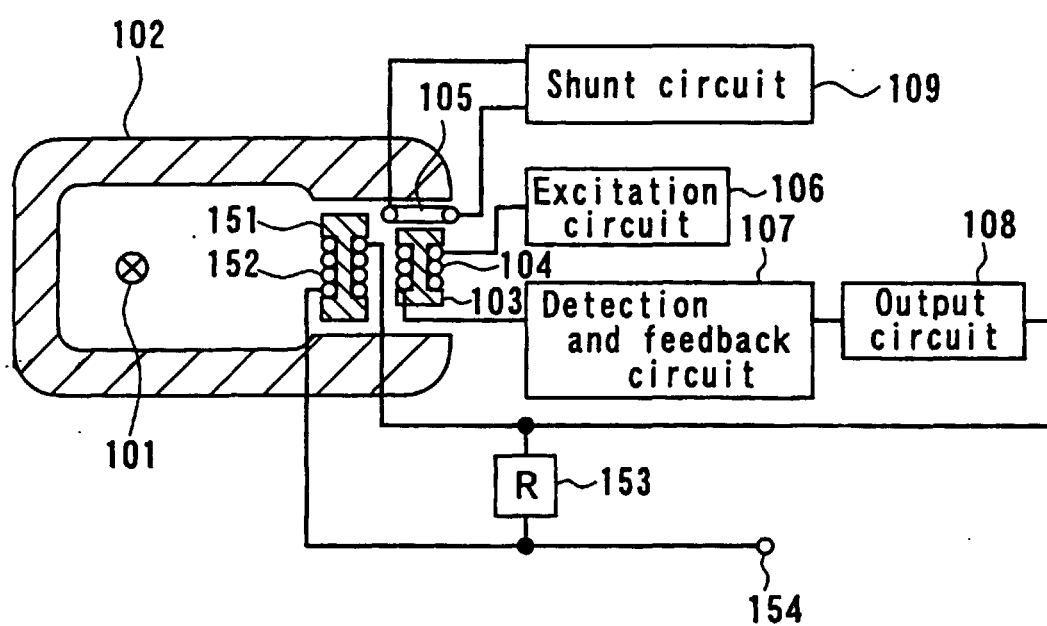 102
105
Shunt circuit
109
Excitation
circuit
106
151
107
108
152
104
103
Detection
and feedback
circuit
Output
circuit
101
R
153
154